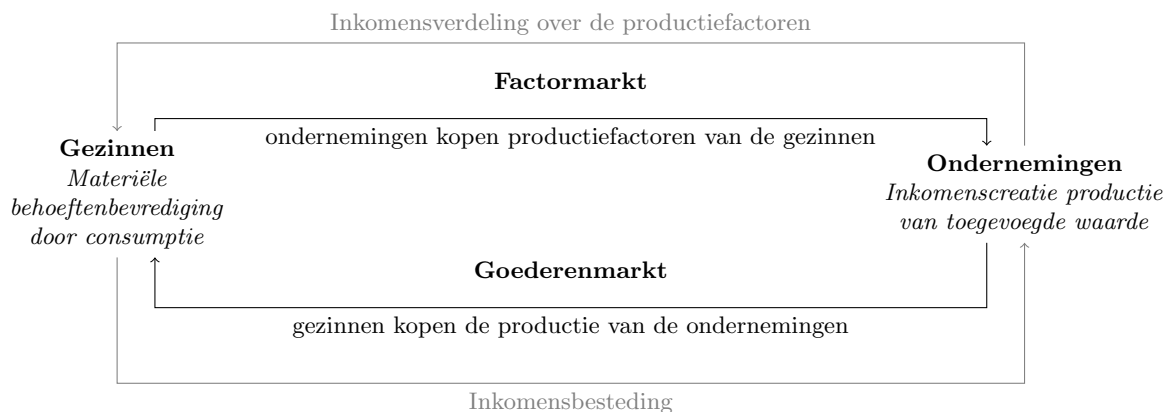 Inkomensverdeling over de productiefactoren
Factormarkt
ondernemingen kopen productiefactoren van de gezinnen
Gezinnen
Materiële
behoeftenbevrediging
door consumptie
Ondernemingen
Inkomenscreatie productie
van toegevoegde waarde
Goederenmarkt
gezinnen kopen de productie van de ondernemingen
Inkomensbesteding